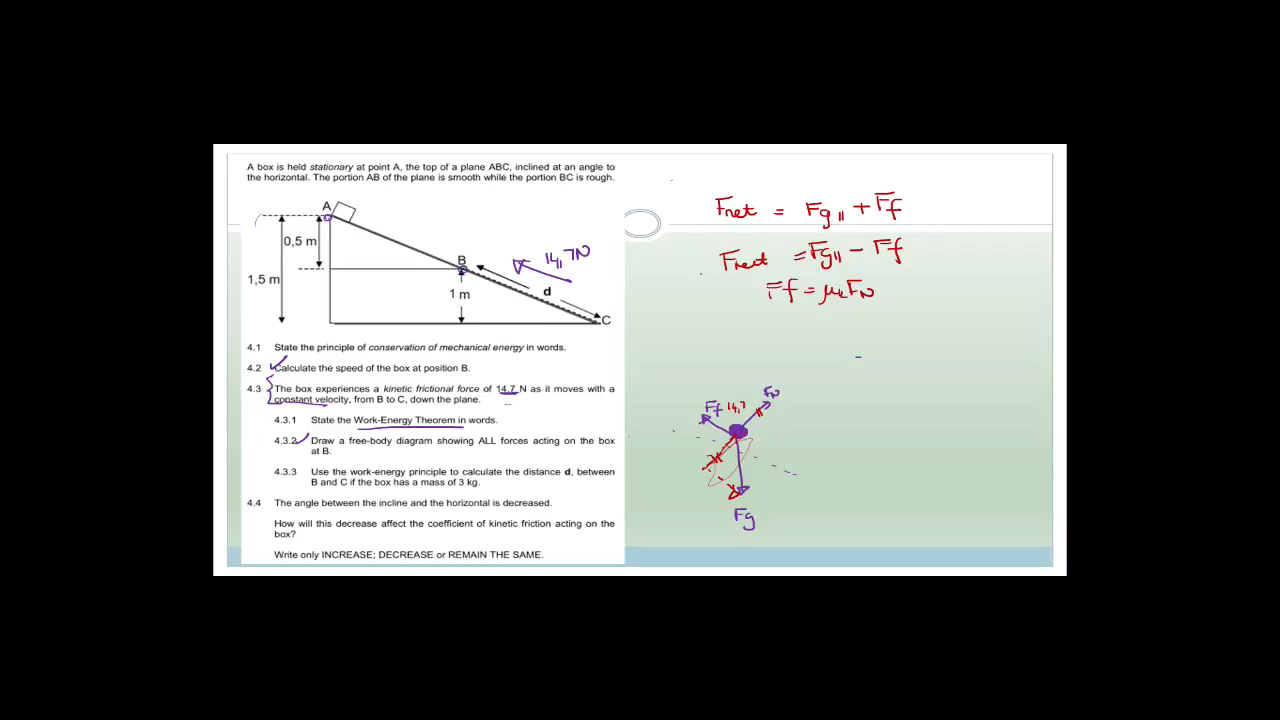 A box is held stationary at point A, the top of a plane ABC, inclined at an angle to
the horizontal. The portion AB of the plane is smooth while the portion BC is rough.
A
0,5 m
B
14,7N
1,5 m
1 m
d
C
4.1 State the principle of conservation of mechanical energy in words.
4.2 Calculate the speed of the box at position B.
4.3 The box experiences a kinetic frictional force of 14.7 N as it moves with a
constant velocity, from B to C, down the plane.
4.3.1 State the Work-Energy Theorem in words.
4.3.2 Draw a free-body diagram showing ALL forces acting on the box
at B.
4.3.3 Use the work-energy principle to calculate the distance d, between
B and C if the box has a mass of 3 kg.
4.4 The angle between the incline and the horizontal is decreased.
How will this decrease affect the coefficient of kinetic friction acting on the
box?
Write only INCREASE; DECREASE or REMAIN THE SAME.
Fnet = Fg|| + Ff
Fnet = Fg|| - Ff
Ff = μkFN
Ff 14,7 FN
Fg